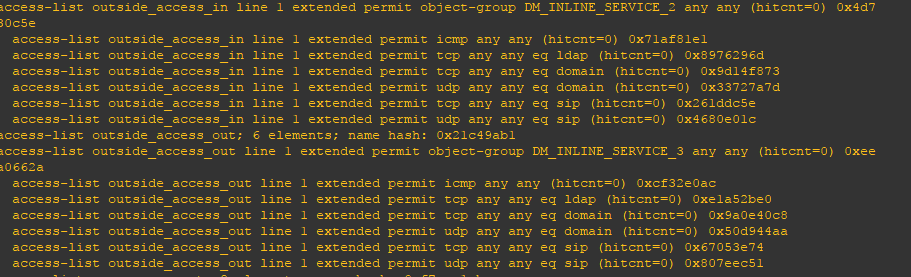 access-list outside_access_in line 1 extended permit object-group DM_INLINE_SERVICE_2 any any (hitcnt=0) 0x4d7
30c5e
  access-list outside_access_in line 1 extended permit icmp any any (hitcnt=0) 0x71af81e1
  access-list outside_access_in line 1 extended permit tcp any any eq ldap (hitcnt=0) 0x8976296d
  access-list outside_access_in line 1 extended permit tcp any any eq domain (hitcnt=0) 0x9d14f873
  access-list outside_access_in line 1 extended permit udp any any eq domain (hitcnt=0) 0x33727a7d
  access-list outside_access_in line 1 extended permit tcp any any eq sip (hitcnt=0) 0x261ddc5e
  access-list outside_access_in line 1 extended permit udp any any eq sip (hitcnt=0) 0x4680e01c
access-list outside_access_out; 6 elements; name hash: 0x21c49ab1
access-list outside_access_out line 1 extended permit object-group DM_INLINE_SERVICE_3 any any (hitcnt=0) 0xee
a0662a
  access-list outside_access_out line 1 extended permit icmp any any (hitcnt=0) 0xcf32e0ac
  access-list outside_access_out line 1 extended permit tcp any any eq ldap (hitcnt=0) 0xe1a52be0
  access-list outside_access_out line 1 extended permit tcp any any eq domain (hitcnt=0) 0x9a0e40c8
  access-list outside_access_out line 1 extended permit udp any any eq domain (hitcnt=0) 0x50d944aa
  access-list outside_access_out line 1 extended permit tcp any any eq sip (hitcnt=0) 0x67053e74
  access-list outside_access_out line 1 extended permit udp any any eq sip (hitcnt=0) 0x807eec51